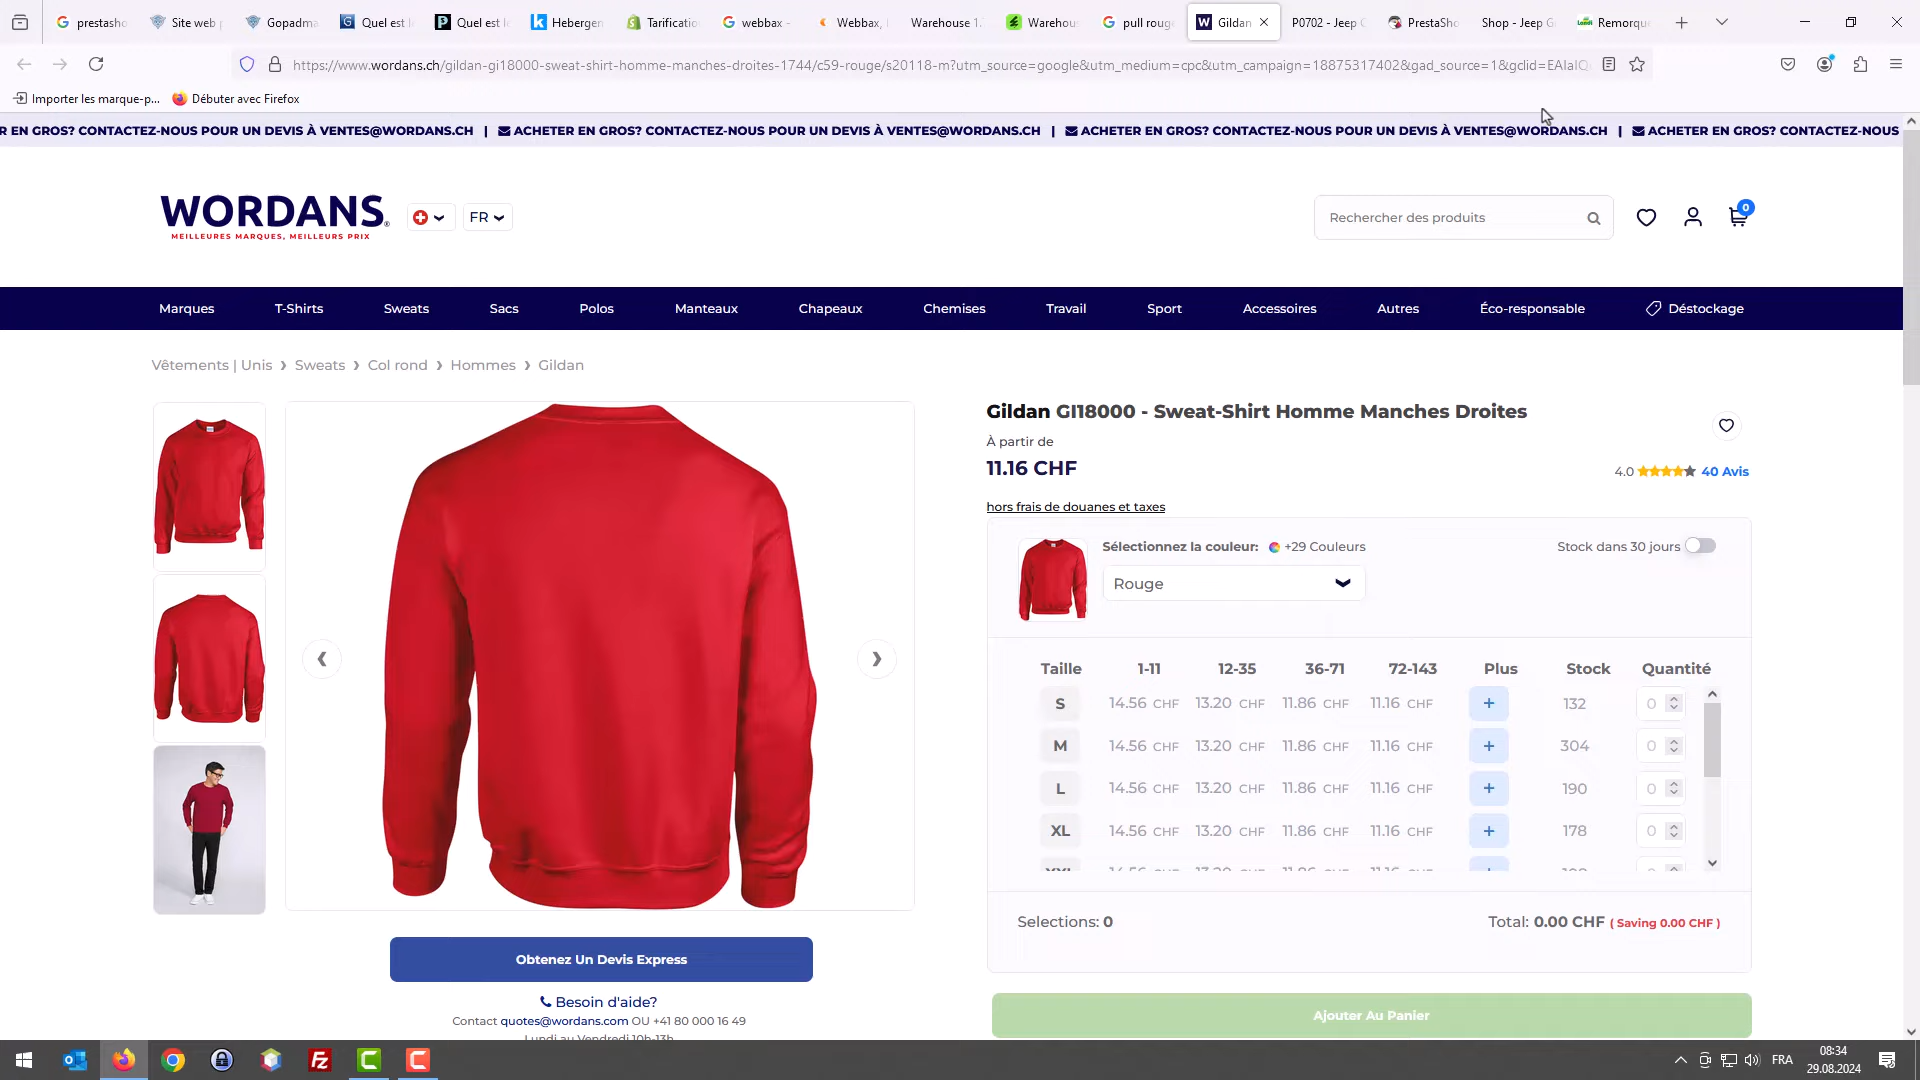 prestasho
Site web
Gopadma
Quel est l
Quel est le
Hebergen
Tarificatio
webbax -
Webbax,
Warehouse 1.
Warehou
pull rouge
Gildan
P0702 - Jeep
PrestaSho
Shop - Jeep G
Remorque
https://www.wordans.ch/gildan-gi18000-sweat-shirt-homme-manches-droites-1744/c59-rouge/s20118-m?utm_source=google&utm_medium=cpc&utm_campaign=18875317402&gad_source=1&gclid=EAIaIQ
Importer les marque-p... Débuter avec Firefox
R EN GROS? CONTACTEZ-NOUS POUR UN DEVIS À VENTES@WORDANS.CH | ACHETER EN GROS? CONTACTEZ-NOUS POUR UN DEVIS À VENTES@WORDANS.CH | ACHETER EN GROS? CONTACTEZ-NOUS POUR UN DEVIS À VENTES@WORDANS.CH | ACHETER EN GROS? CONTACTEZ-NOUS
WORDANS®
MEILLEURES MARQUES, MEILLEURS PRIX
FR
Rechercher des produits
0
Marques T-Shirts Sweats Sacs Polos Manteaux Chapeaux Chemises Travail Sport Accessoires Autres Éco-responsable Déstockage
Vêtements | Unis › Sweats › Col rond › Hommes › Gildan
Gildan GI18000 - Sweat-Shirt Homme Manches Droites
À partir de
11.16 CHF
4.0 40 Avis
hors frais de douanes et taxes
Sélectionnez la couleur: +29 Couleurs
Stock dans 30 jours
Rouge
Taille 1-11 12-35 36-71 72-143 Plus Stock Quantité
S 14.56 CHF 13.20 CHF 11.86 CHF 11.16 CHF + 132 0
M 14.56 CHF 13.20 CHF 11.86 CHF 11.16 CHF + 304 0
L 14.56 CHF 13.20 CHF 11.86 CHF 11.16 CHF + 190 0
XL 14.56 CHF 13.20 CHF 11.86 CHF 11.16 CHF + 178 0
Selections: 0
Total: 0.00 CHF ( Saving 0.00 CHF )
Obtenez Un Devis Express
Besoin d'aide?
Contact quotes@wordans.com OU +41 80 000 16 49
Lundi au Vendredi 10h-13h
Ajouter Au Panier
FRA
08:34
29.08.2024